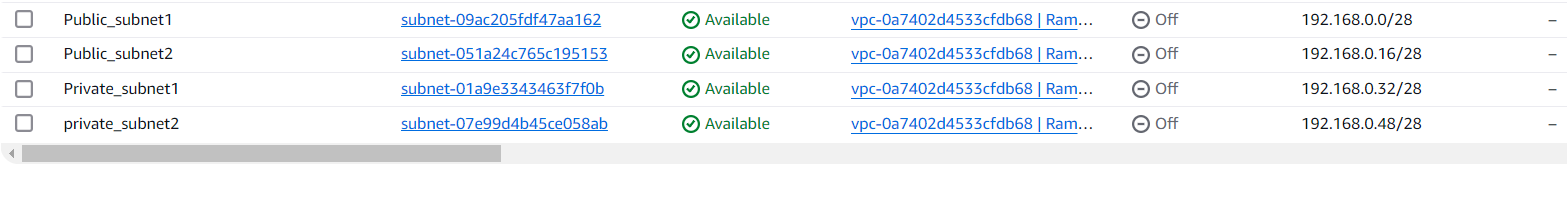 Public_subnet1 subnet-09ac205fdf47aa162 Available vpc-0a7402d4533cfdb68 | Ram… Off 192.168.0.0/28 –
Public_subnet2 subnet-051a24c765c195153 Available vpc-0a7402d4533cfdb68 | Ram… Off 192.168.0.16/28 –
Private_subnet1 subnet-01a9e3343463f7f0b Available vpc-0a7402d4533cfdb68 | Ram… Off 192.168.0.32/28 –
private_subnet2 subnet-07e99d4b45ce058ab Available vpc-0a7402d4533cfdb68 | Ram… Off 192.168.0.48/28 –